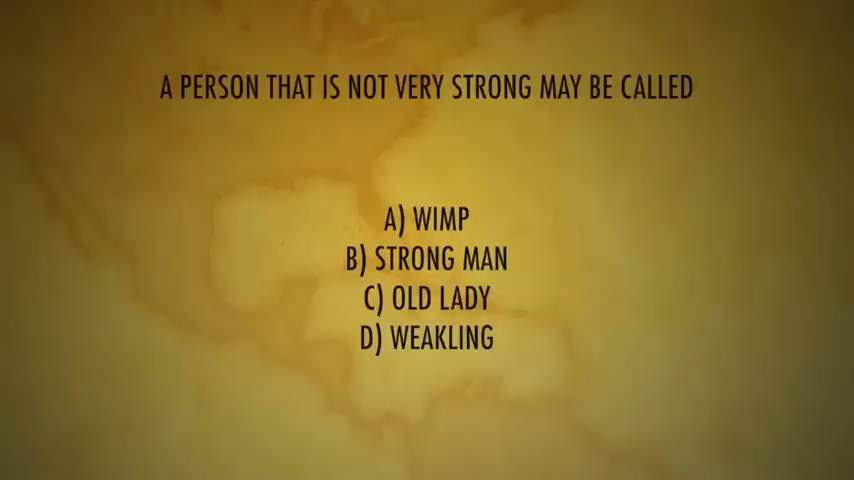 A PERSON THAT IS NOT VERY STRONG MAY BE CALLED
A) WIMP
B) STRONG MAN
C) OLD LADY
D) WEAKLING